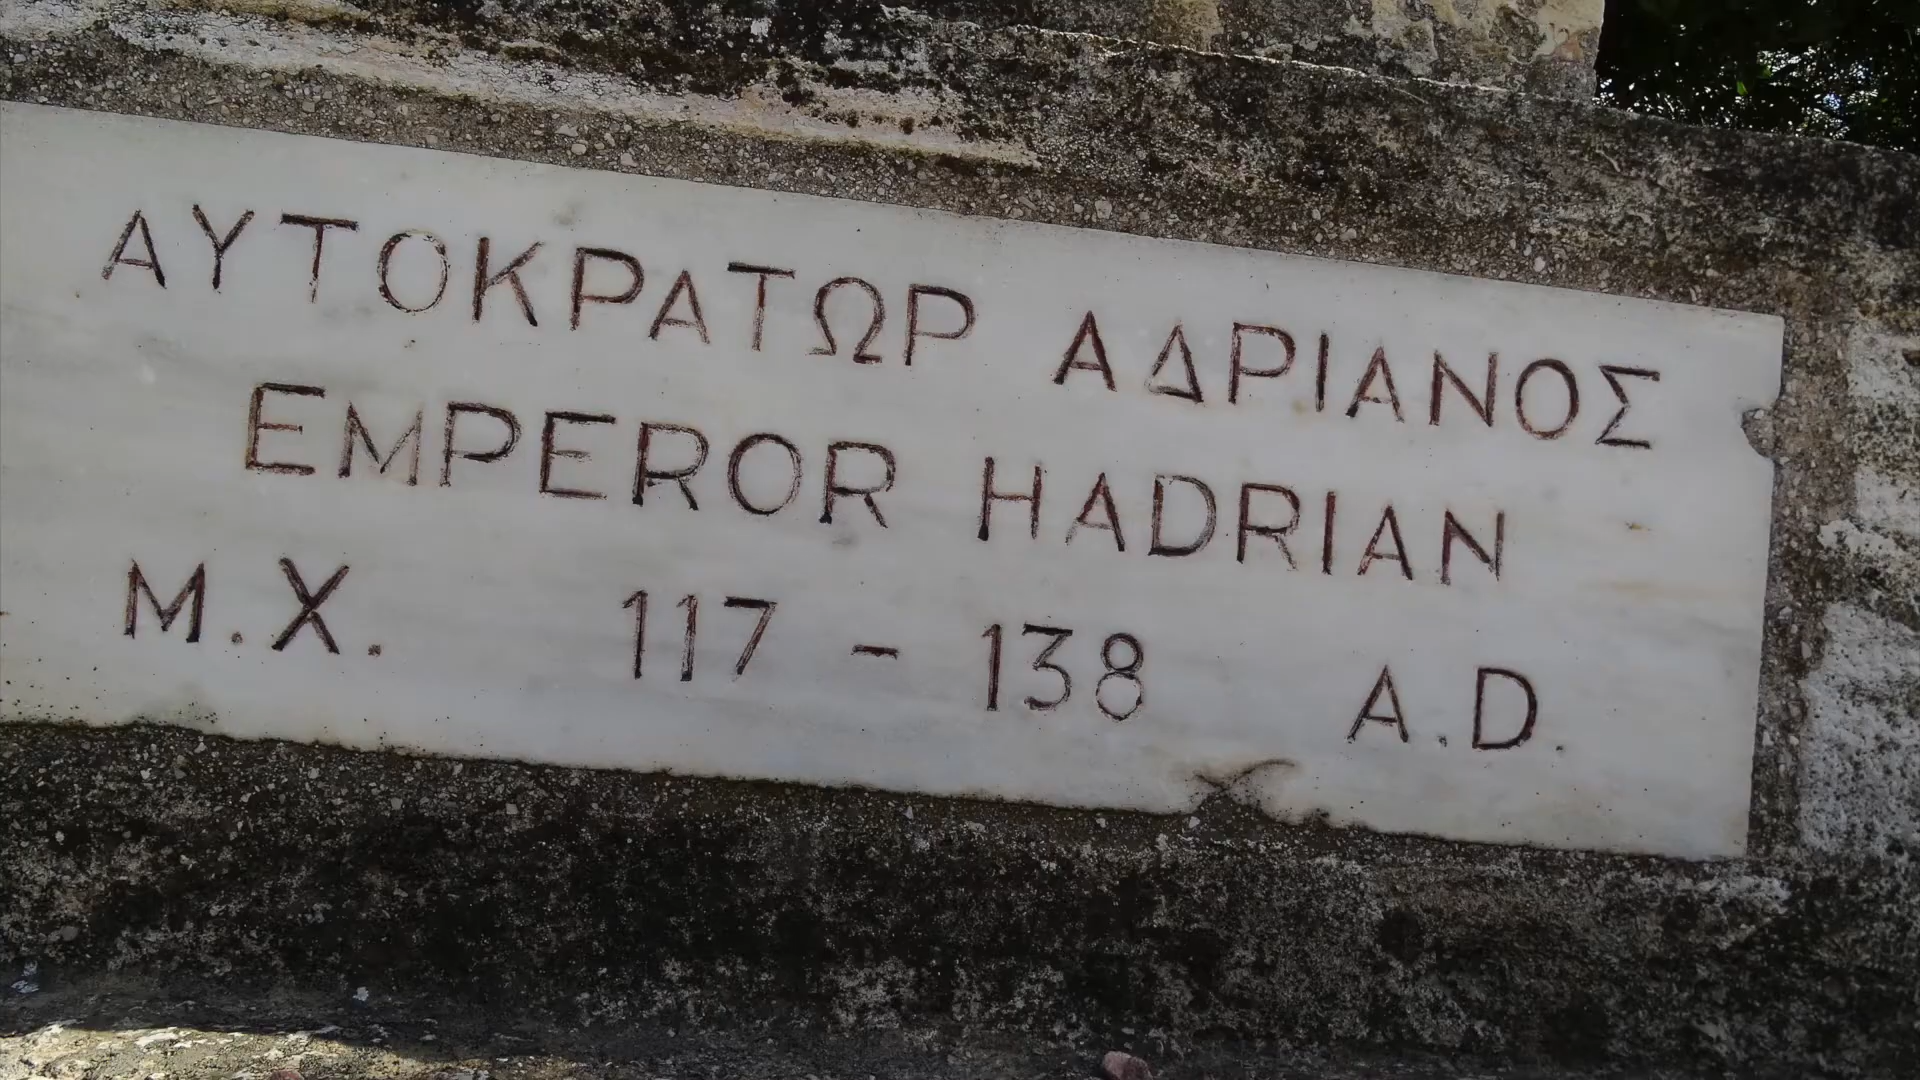 ΑΥΤΟΚΡΑΤΩΡ ΑΔΡΙΑΝΟΣ
EMPEROR HADRIAN
Μ.Χ. 117 - 138 A.D.